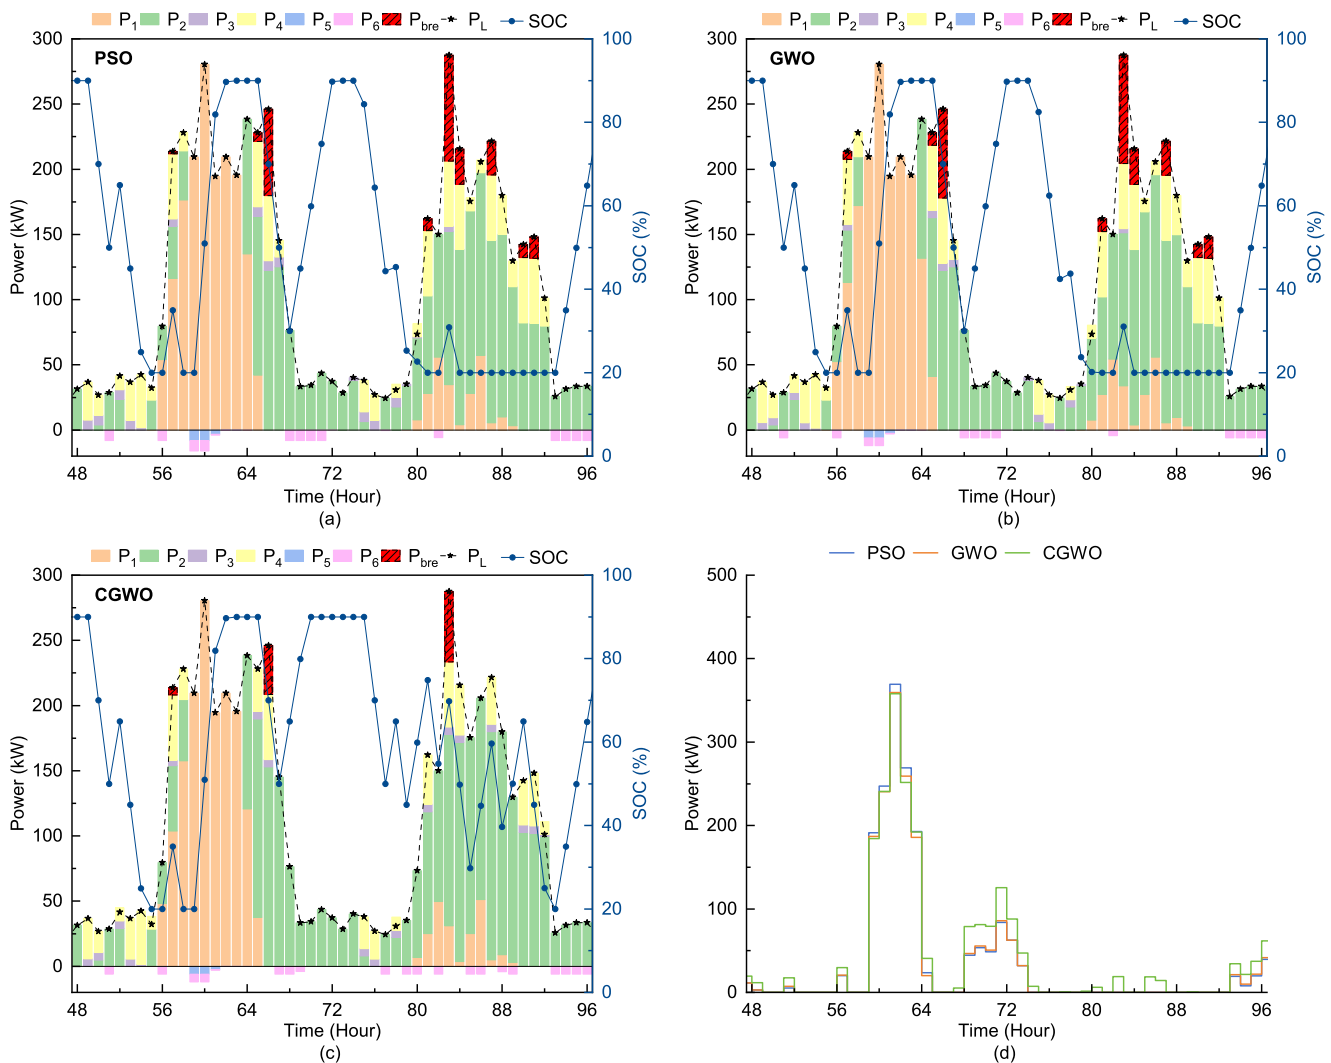 P1 P2 P3 P4 P5 P6 Pbre PL SOC
PSO
300
250
200
150
100
50
0
100
80
60
40
20
0
Power (kW)
SOC (%)
48 56 64 72 80 88 96
Time (Hour)
(a)
P1 P2 P3 P4 P5 P6 Pbre PL SOC
GWO
300
250
200
150
100
50
0
100
80
60
40
20
0
Power (kW)
SOC (%)
48 56 64 72 80 88 96
Time (Hour)
(b)
P1 P2 P3 P4 P5 P6 Pbre PL SOC
CGWO
300
250
200
150
100
50
0
100
80
60
40
20
0
Power (kW)
SOC (%)
48 56 64 72 80 88 96
Time (Hour)
(c)
PSO GWO CGWO
500
400
300
200
100
0
Power (kW)
48 56 64 72 80 88 96
Time (Hour)
(d)